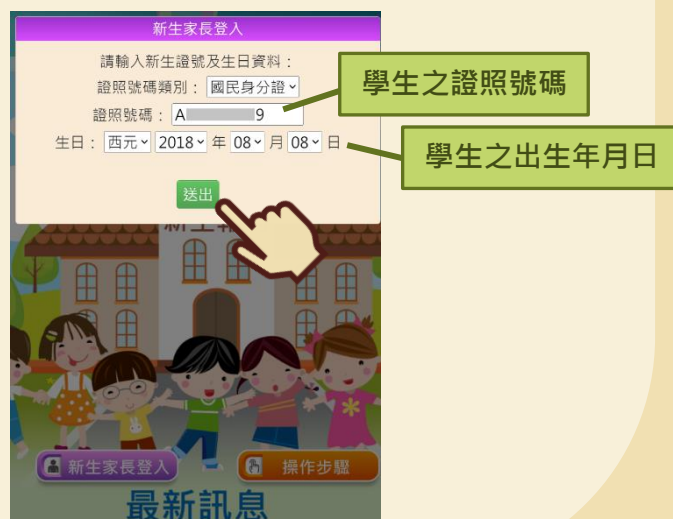 新生家長登入
請輸入新生證號及生日資料：
證照號碼類別： 國民身分證
證照號碼： A 9
生日： 西元 2018 年 08 月 08 日
送出
學生之證照號碼
學生之出生年月日
新生報
新生家長登入
操作步驟
最新訊息